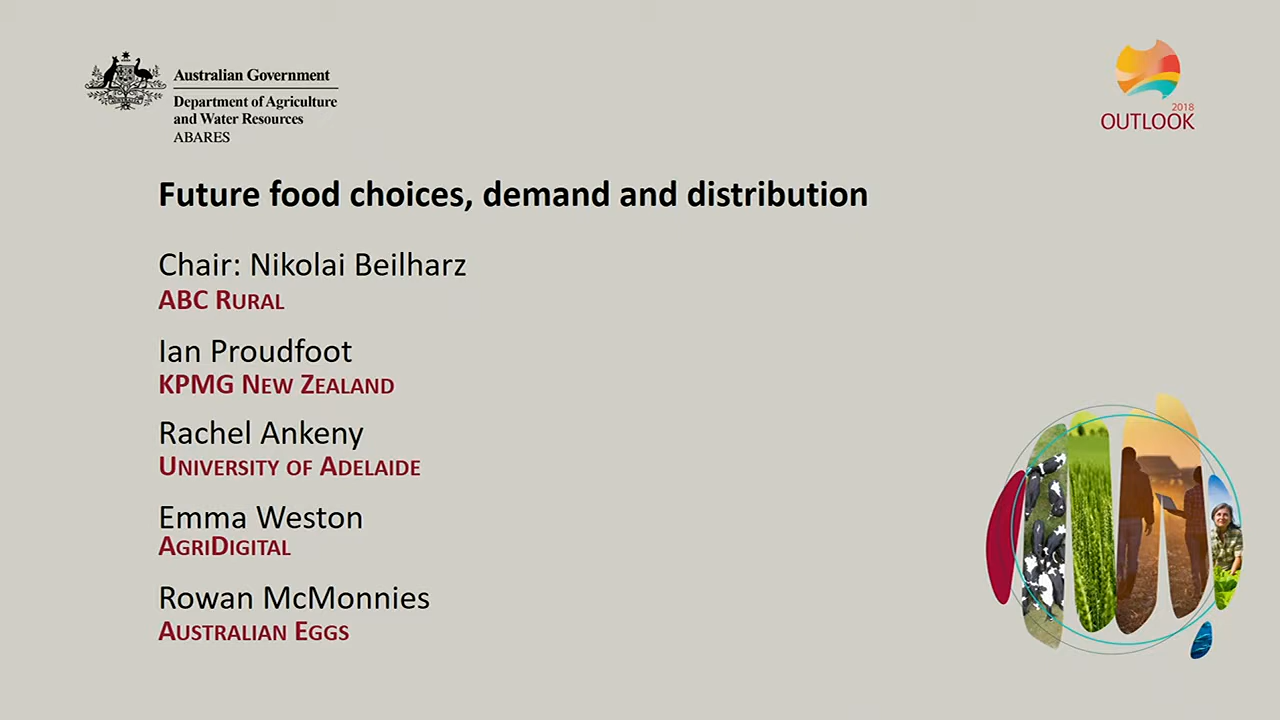 Australian Government
Department of Agriculture
and Water Resources
ABARES
2018
OUTLOOK
Future food choices, demand and distribution
Chair: Nikolai Beilharz
ABC RURAL
Ian Proudfoot
KPMG NEW ZEALAND
Rachel Ankeny
UNIVERSITY OF ADELAIDE
Emma Weston
AGRIDIGITAL
Rowan McMonnies
AUSTRALIAN EGGS